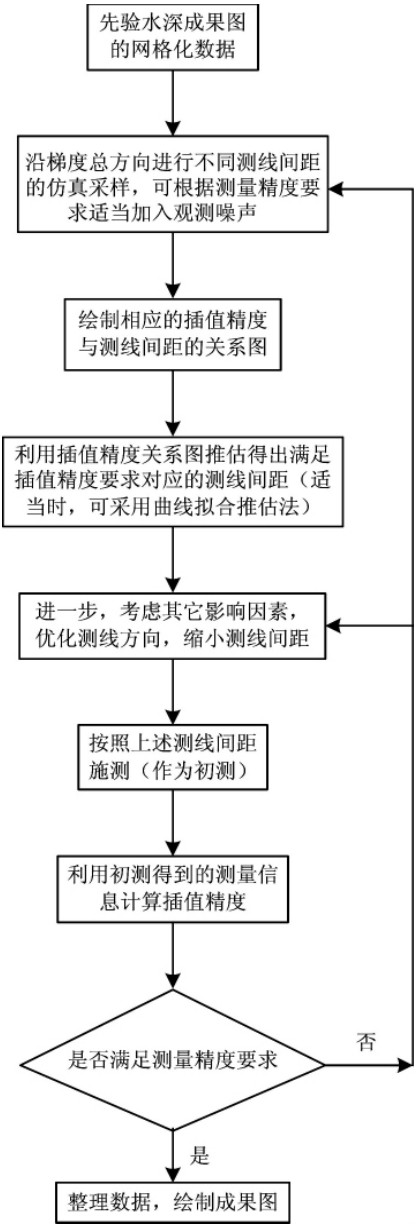 先验水深成果图
的网格化数据
沿梯度总方向进行不同测线间距
的仿真采样，可根据测量精度要
求适当加入观测噪声
绘制相应的插值精度
与测线间距的关系图
利用插值精度关系图推估得出满足
插值精度要求对应的测线间距（适
当时，可采用曲线拟合推估法）
进一步，考虑其它影响因素，
优化测线方向，缩小测线间距
按照上述测线间距
施测（作为初测）
利用初测得到的测量信
息计算插值精度
是否满足测量精度要求
否
是
整理数据，绘制成果图